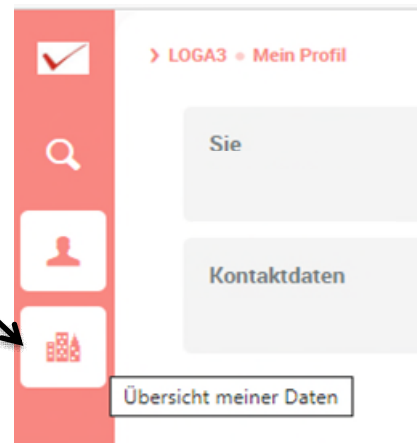 > LOGA3 • Mein Profil
Sie
Kontaktdaten
Übersicht meiner Daten